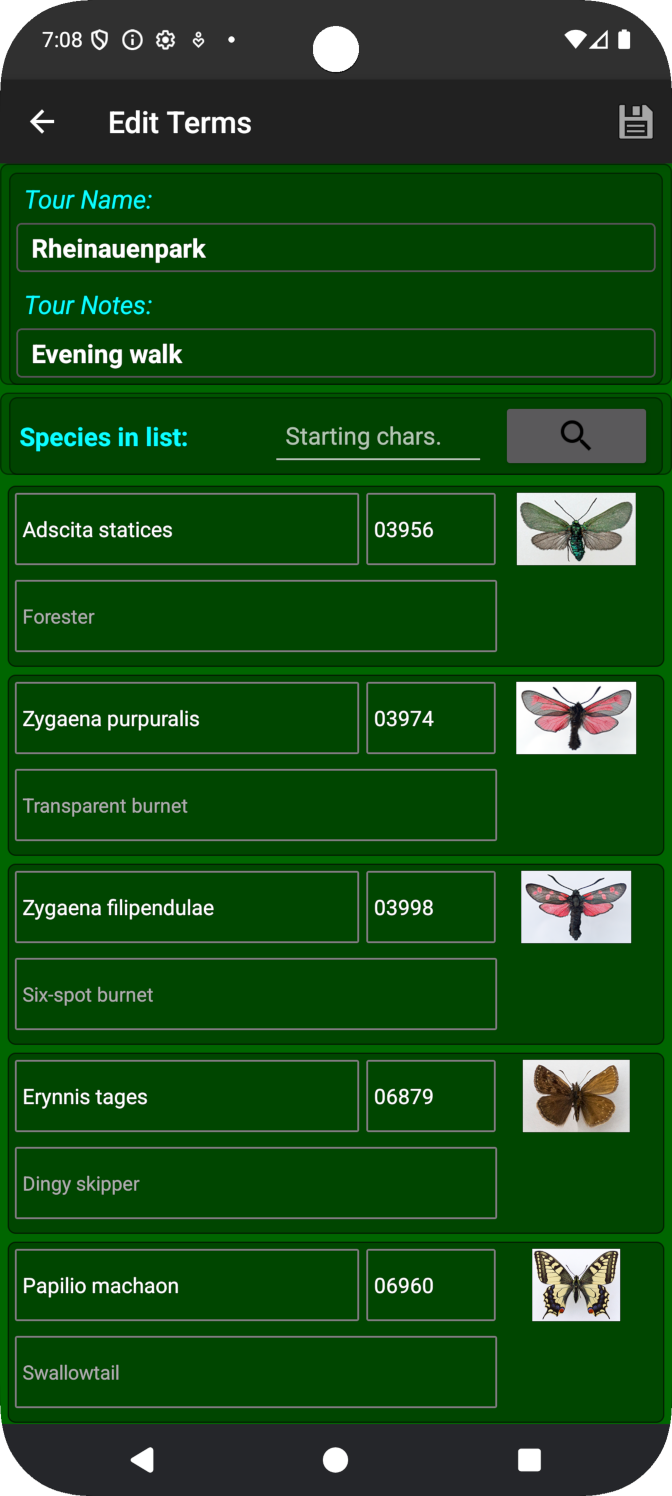 7:08
Edit Terms
Tour Name:
Rheinauenpark
Tour Notes:
Evening walk
Species in list:
Starting chars.
Adscita statices
03956
Forester
Zygaena purpuralis
03974
Transparent burnet
Zygaena filipendulae
03998
Six-spot burnet
Erynnis tages
06879
Dingy skipper
Papilio machaon
06960
Swallowtail